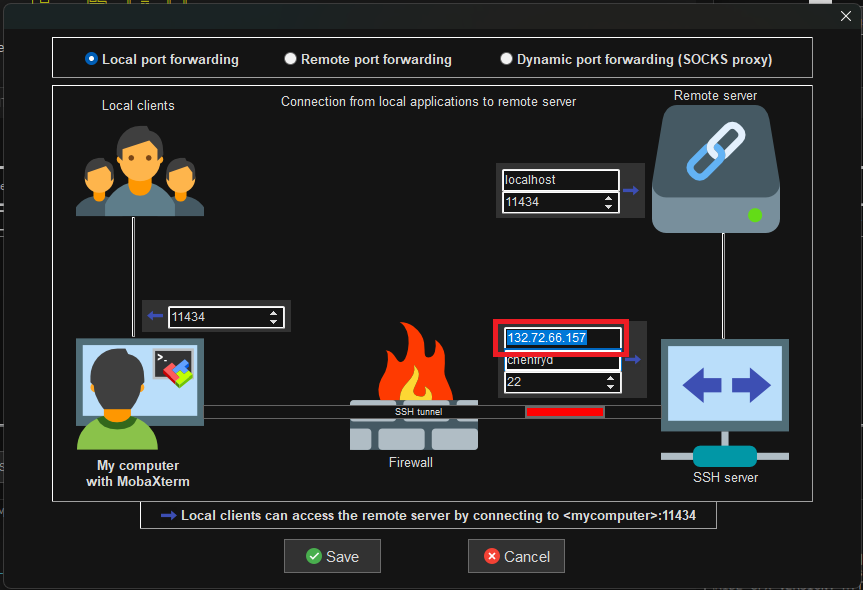 Local port forwarding
Remote port forwarding
Dynamic port forwarding (SOCKS proxy)
Local clients
Connection from local applications to remote server
Remote server
localhost
11434
11434
132.72.66.157
chenfryd
22
SSH tunnel
Firewall
My computer
with MobaXterm
SSH server
Local clients can access the remote server by connecting to <mycomputer>:11434
Save
Cancel